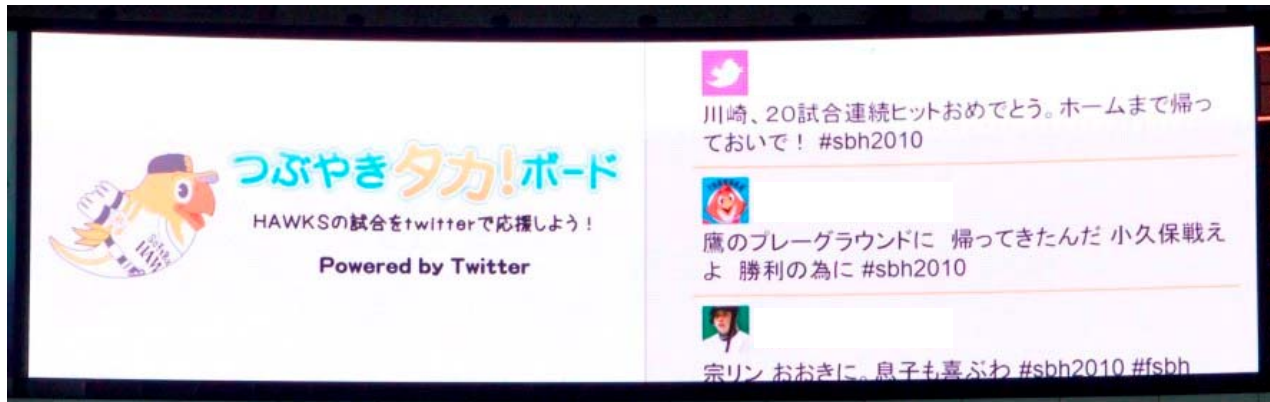 つぶやきタカ!ボード
HAWKSの試合をtwitterで応援しよう!
Powered by Twitter
川崎、20試合連続ヒットおめでとう。ホームまで帰っ
ておいで! #sbh2010
鷹のプレーグラウンドに 帰ってきたんだ 小久保戦え
よ 勝利の為に #sbh2010
宗リン おおきに。息子も喜ぶわ #sbh2010 #fsbh